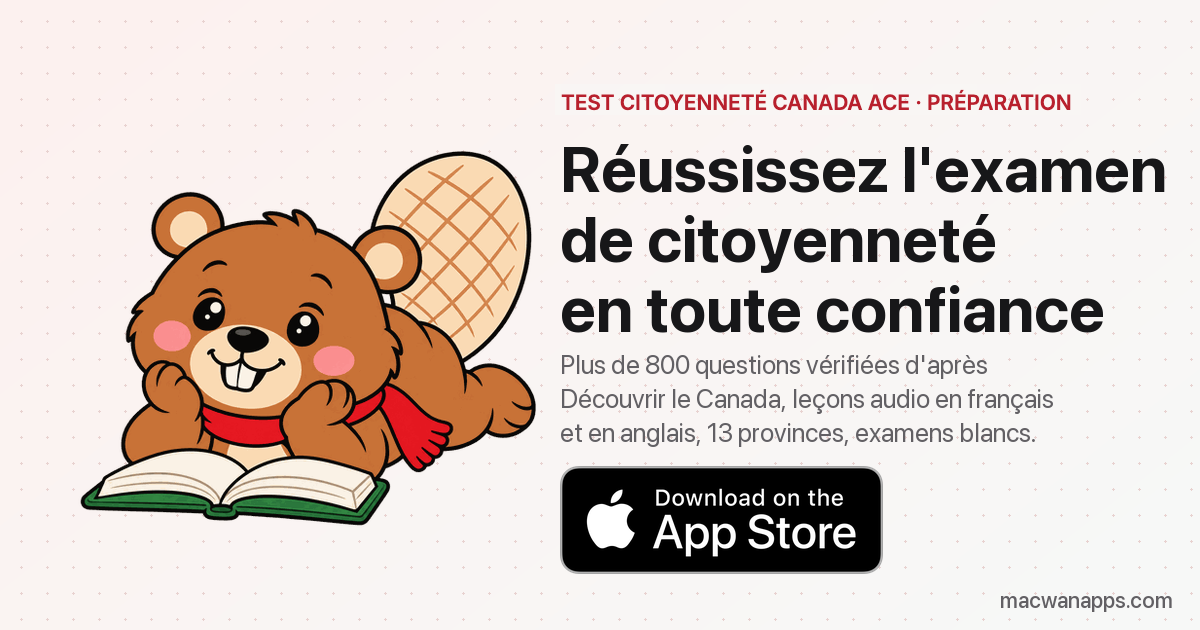 TEST CITOYENNETÉ CANADA ACE · PRÉPARATION
Réussissez l'examen
de citoyenneté
en toute confiance
Plus de 800 questions vérifiées d'après
Découvrir le Canada, leçons audio en français
et en anglais, 13 provinces, examens blancs.
Download on the
App Store
macwanapps.com